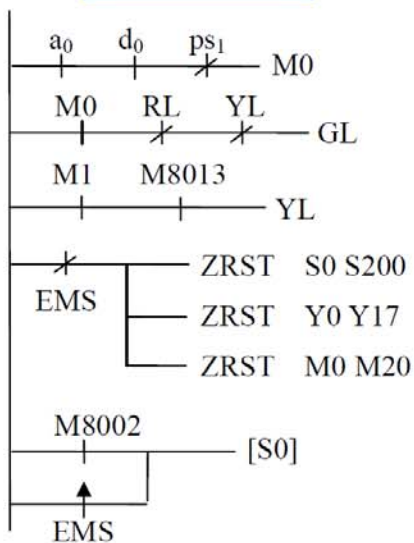 a₀ d₀ ps₁
M0
M0 RL YL
GL
M1 M8013
YL
ZRST S0 S200
EMS
ZRST Y0 Y17
ZRST M0 M20
M8002
[S0]
EMS